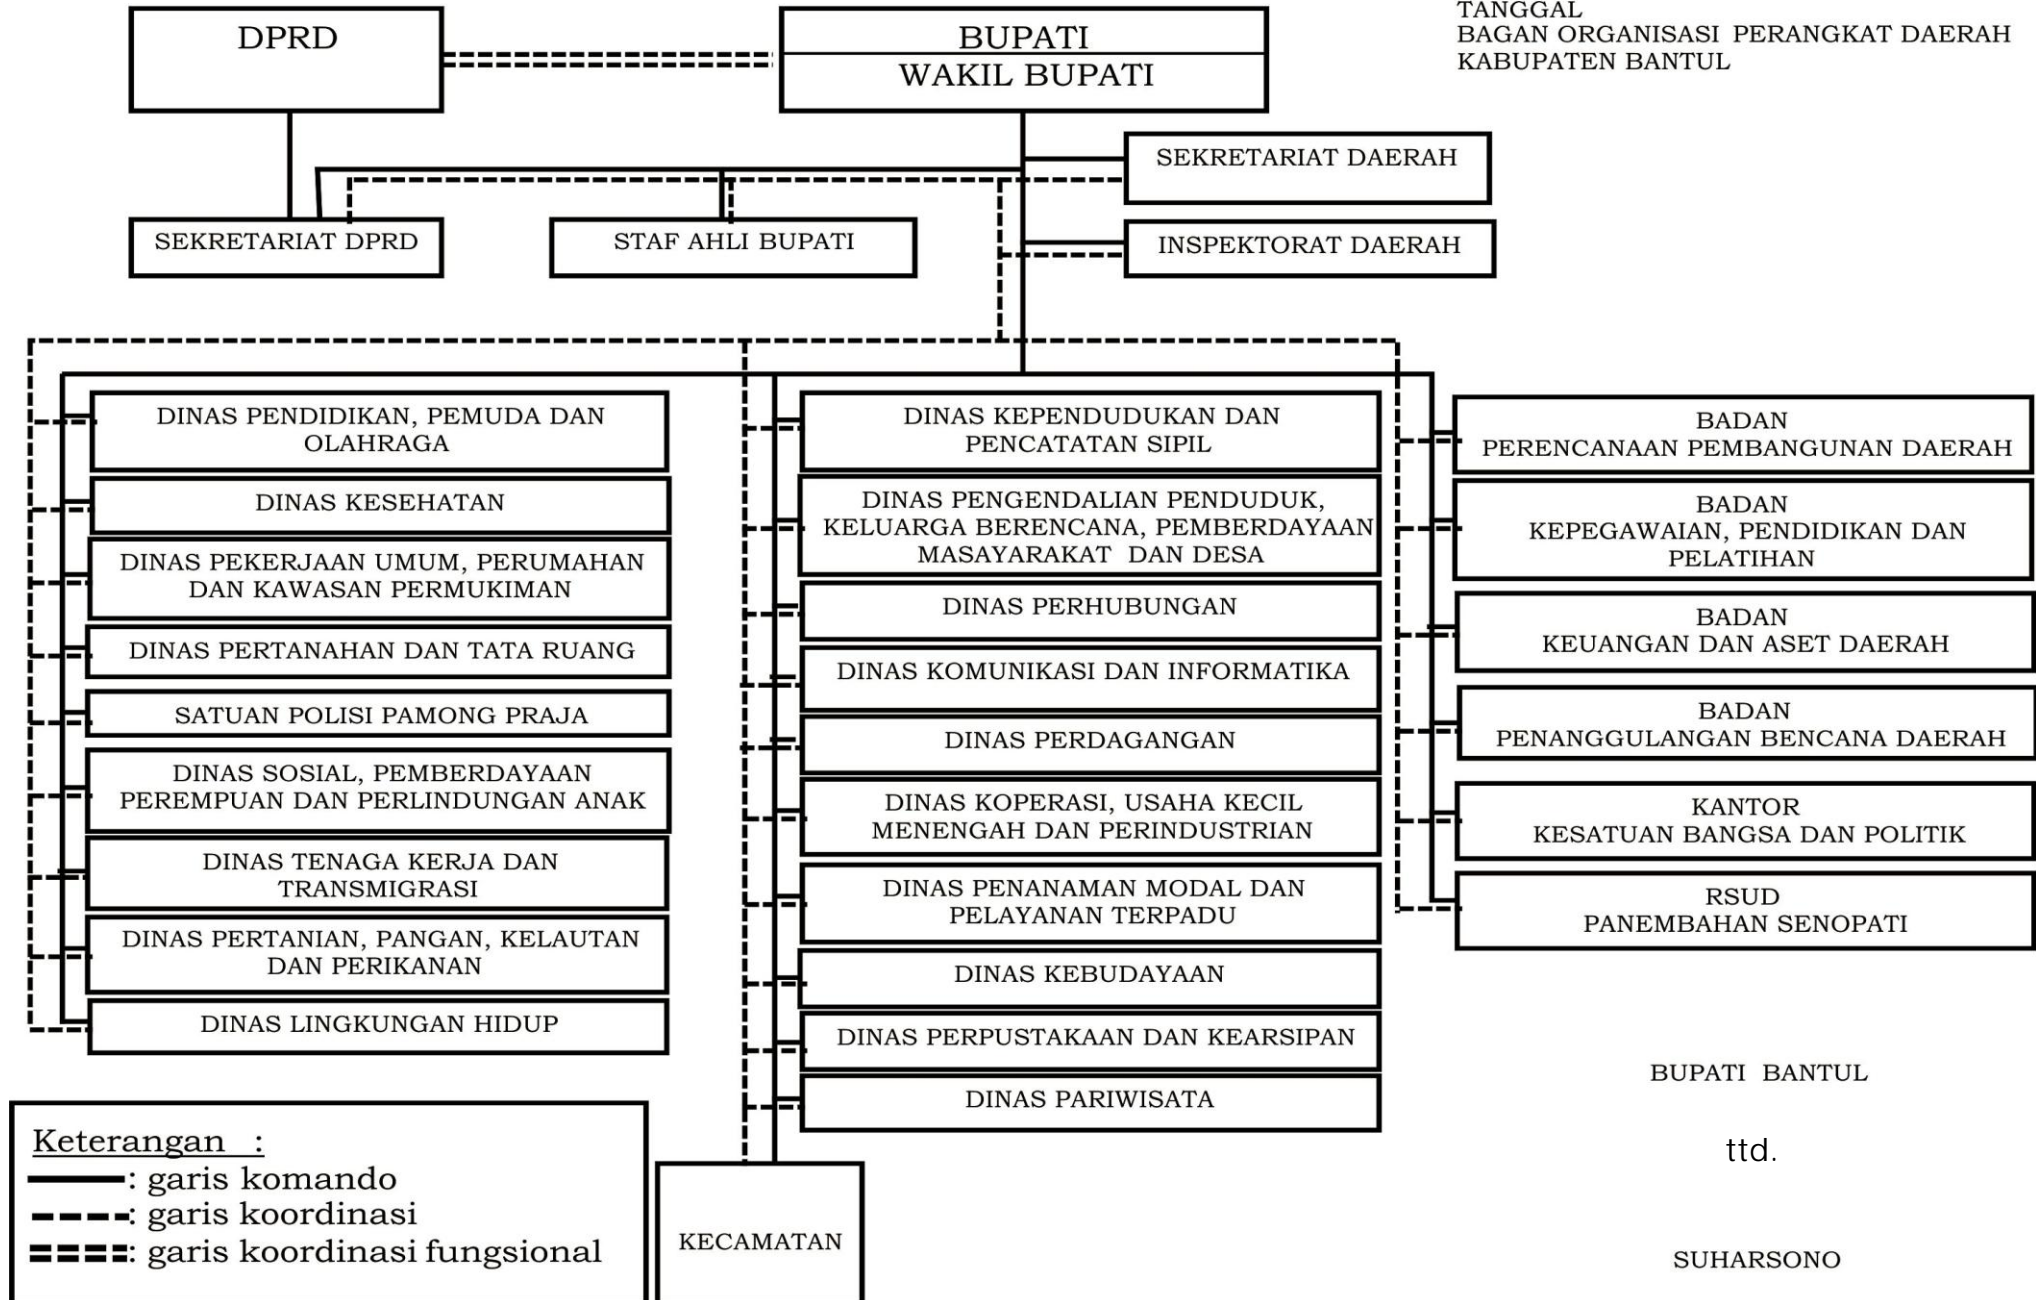 TANGGAL
BAGAN ORGANISASI PERANGKAT DAERAH
KABUPATEN BANTUL
DPRD
BUPATI
WAKIL BUPATI
SEKRETARIAT DAERAH
SEKRETARIAT DPRD
STAF AHLI BUPATI
INSPEKTORAT DAERAH
DINAS PENDIDIKAN, PEMUDA DAN
OLAHRAGA
DINAS KESEHATAN
DINAS PEKERJAAN UMUM, PERUMAHAN
DAN KAWASAN PERMUKIMAN
DINAS PERTANAHAN DAN TATA RUANG
SATUAN POLISI PAMONG PRAJA
DINAS SOSIAL, PEMBERDAYAAN
PEREMPUAN DAN PERLINDUNGAN ANAK
DINAS TENAGA KERJA DAN
TRANSMIGRASI
DINAS PERTANIAN, PANGAN, KELAUTAN
DAN PERIKANAN
DINAS LINGKUNGAN HIDUP
DINAS KEPENDUDUKAN DAN
PENCATATAN SIPIL
DINAS PENGENDALIAN PENDUDUK,
KELUARGA BERENCANA, PEMBERDAYAAN
MASAYARAKAT DAN DESA
DINAS PERHUBUNGAN
DINAS KOMUNIKASI DAN INFORMATIKA
DINAS PERDAGANGAN
DINAS KOPERASI, USAHA KECIL
MENENGAH DAN PERINDUSTRIAN
DINAS PENANAMAN MODAL DAN
PELAYANAN TERPADU
DINAS KEBUDAYAAN
DINAS PERPUSTAKAAN DAN KEARSIPAN
DINAS PARIWISATA
BADAN
PERENCANAAN PEMBANGUNAN DAERAH
BADAN
KEPEGAWAIAN, PENDIDIKAN DAN
PELATIHAN
BADAN
KEUANGAN DAN ASET DAERAH
BADAN
PENANGGULANGAN BENCANA DAERAH
KANTOR
KESATUAN BANGSA DAN POLITIK
RSUD
PANEMBAHAN SENOPATI
KECAMATAN
Keterangan :
: garis komando
: garis koordinasi
: garis koordinasi fungsional
BUPATI BANTUL
ttd.
SUHARSONO